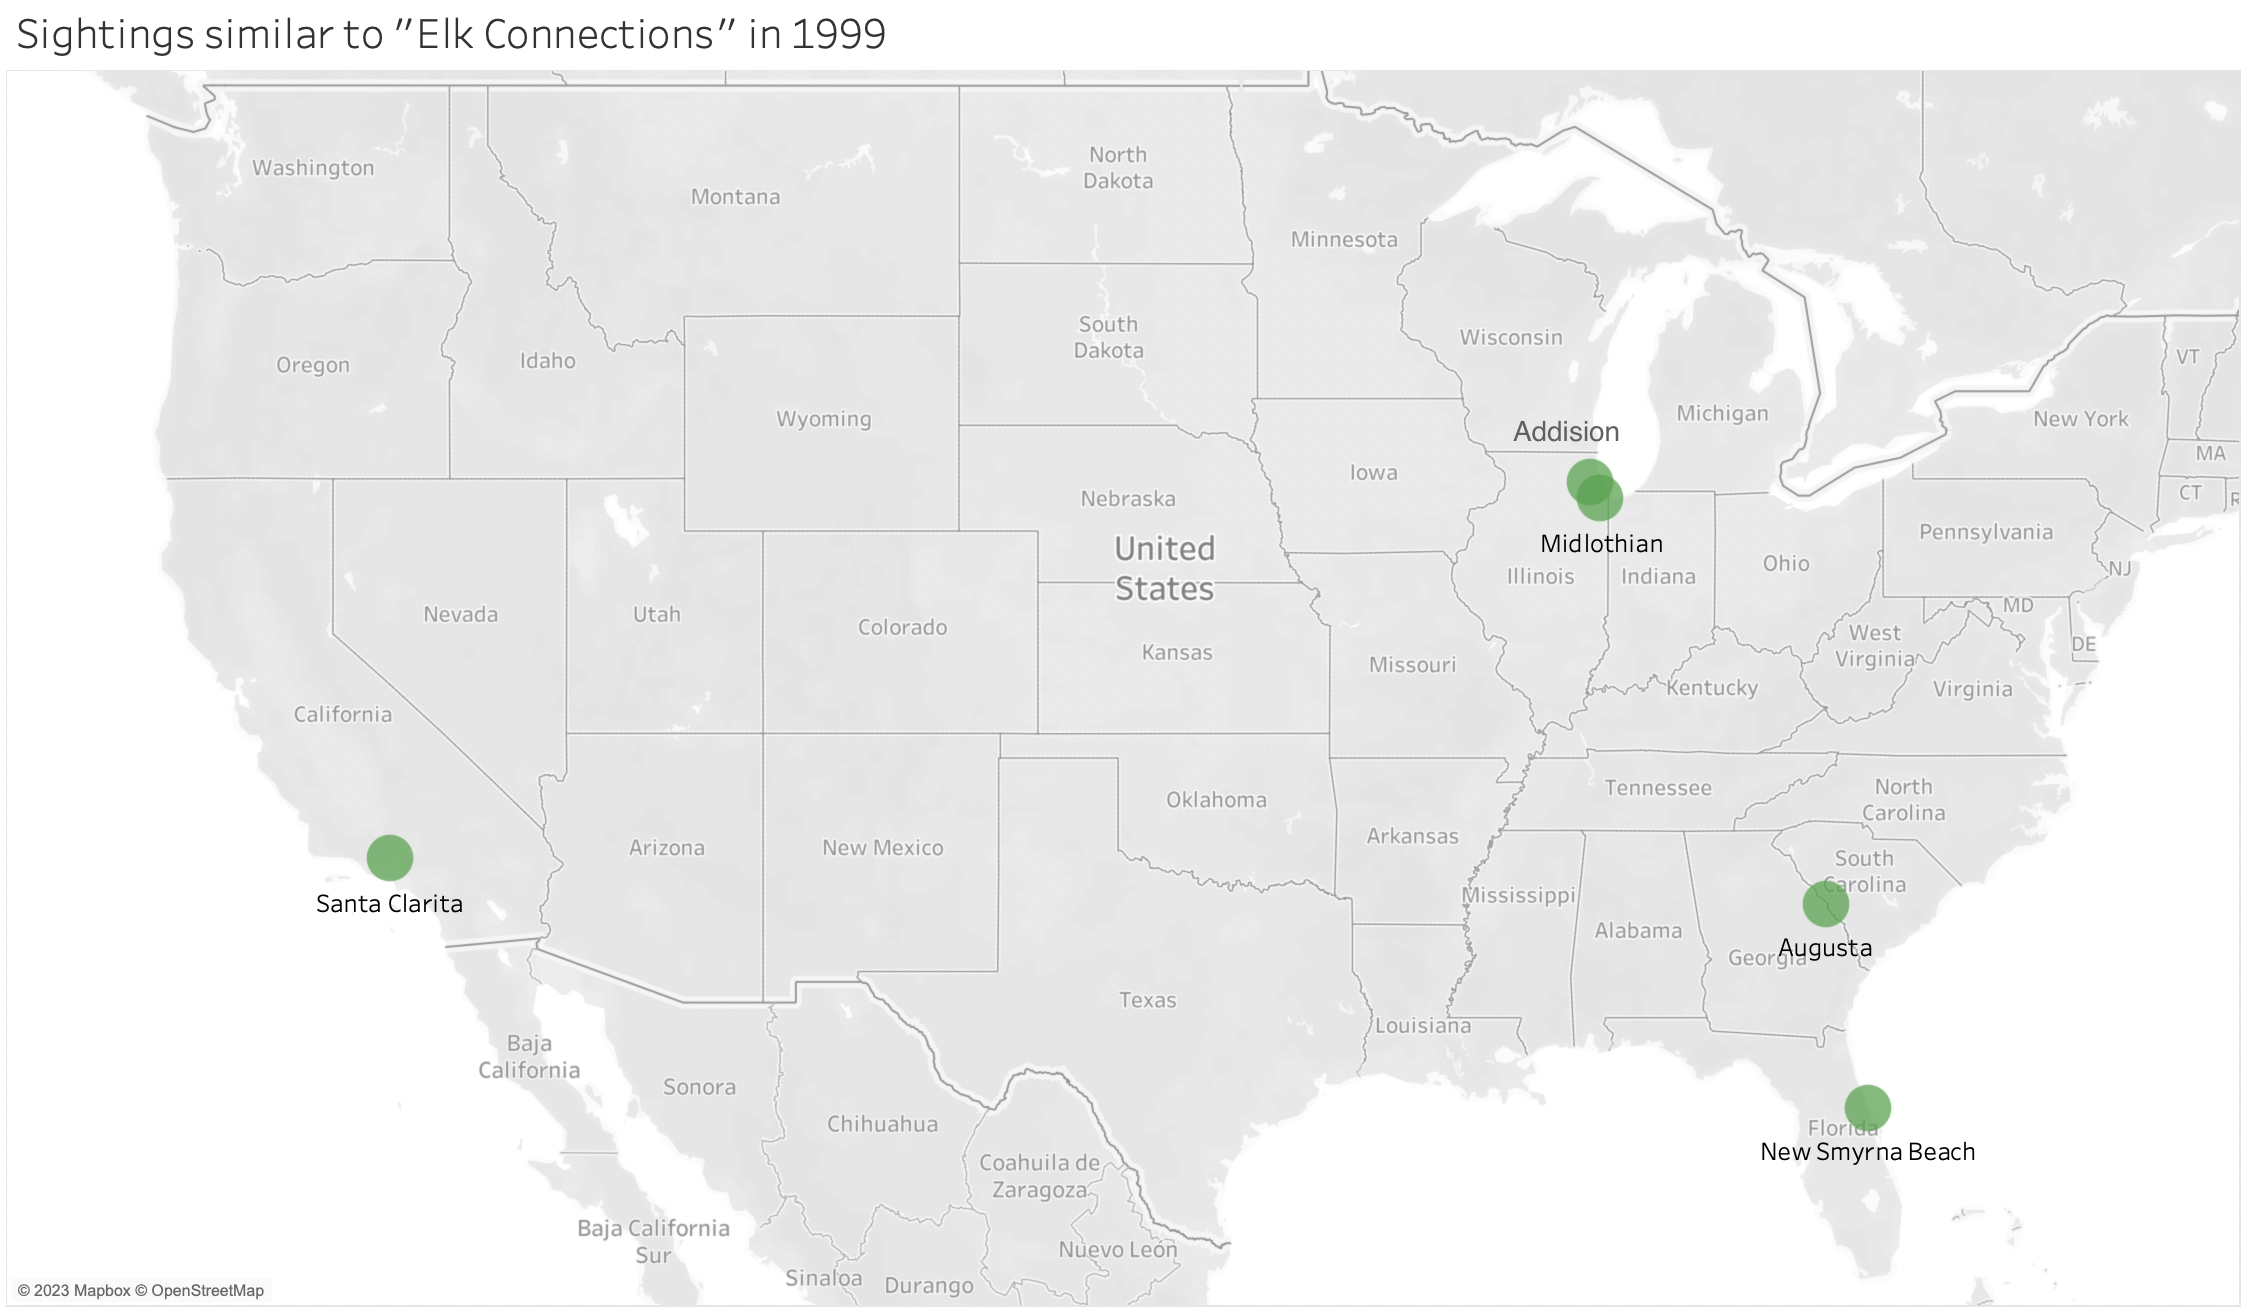 Sightings similar to "Elk Connections" in 1999
Washington
Montana
North
Dakota
Minnesota
Oregon
Idaho
South
Dakota
Wisconsin
VT
Wyoming
Michigan
New York
Addision
MA
Iowa
CT
R
Nebraska
Pennsylvania
United
States
Midlothian
Illinois
Indiana
Ohio
NJ
MD
Nevada
Utah
Colorado
Kansas
Missouri
West
Virginia
DE
Kentucky
Virginia
California
Oklahoma
Tennessee
North
Carolina
Arizona
New Mexico
Arkansas
South
Carolina
Santa Clarita
Mississippi
Alabama
Augusta
Georgia
Texas
Louisiana
Baja
California
Sonora
Chihuahua
Florida
New Smyrna Beach
Coahuila de
Zaragoza
Baja California
Sur
Nuevo León
Sinaloa
Durango
© 2023 Mapbox © OpenStreetMap